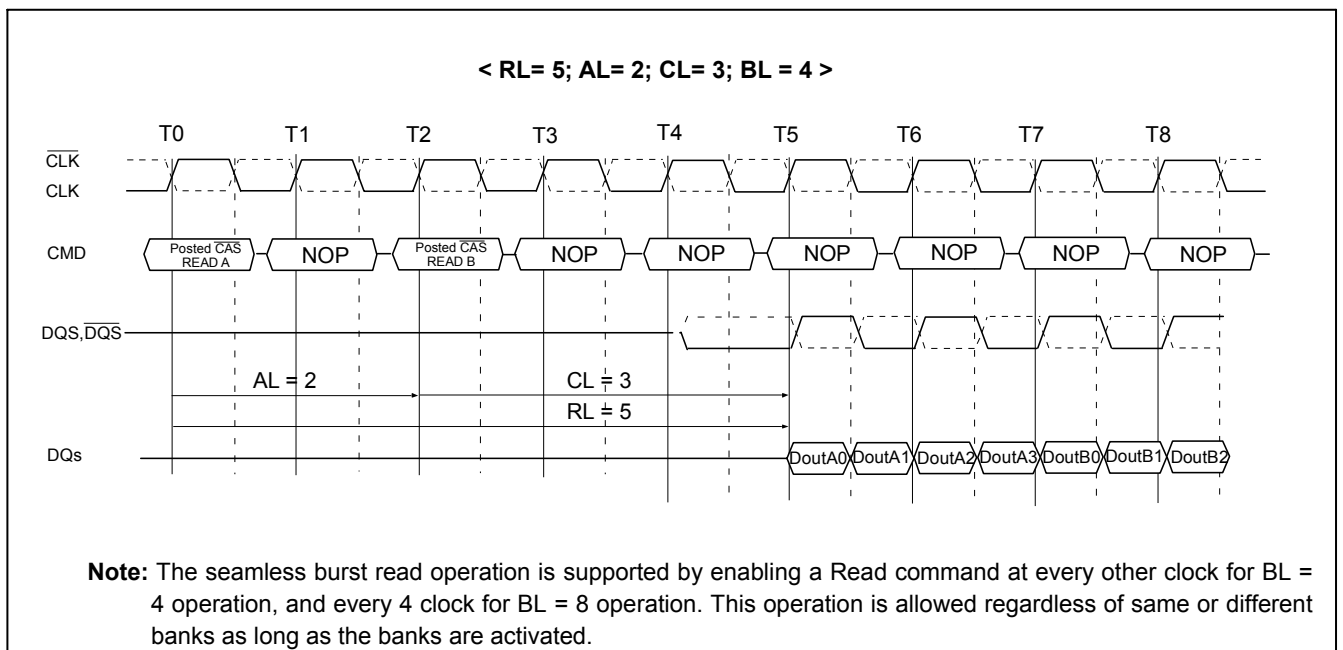 < RL= 5; AL= 2; CL= 3; BL = 4 >
T0 T1 T2 T3 T4 T5 T6 T7 T8
C̅L̅K̅
CLK
CMD
Posted C̅A̅S̅
READ A
NOP
Posted C̅A̅S̅
READ B
NOP
NOP
NOP
NOP
NOP
NOP
DQS,D̅Q̅S̅
AL = 2
CL = 3
RL = 5
DQs
DoutA0 DoutA1 DoutA2 DoutA3 DoutB0 DoutB1 DoutB2
Note: The seamless burst read operation is supported by enabling a Read command at every other clock for BL =
4 operation, and every 4 clock for BL = 8 operation. This operation is allowed regardless of same or different
banks as long as the banks are activated.